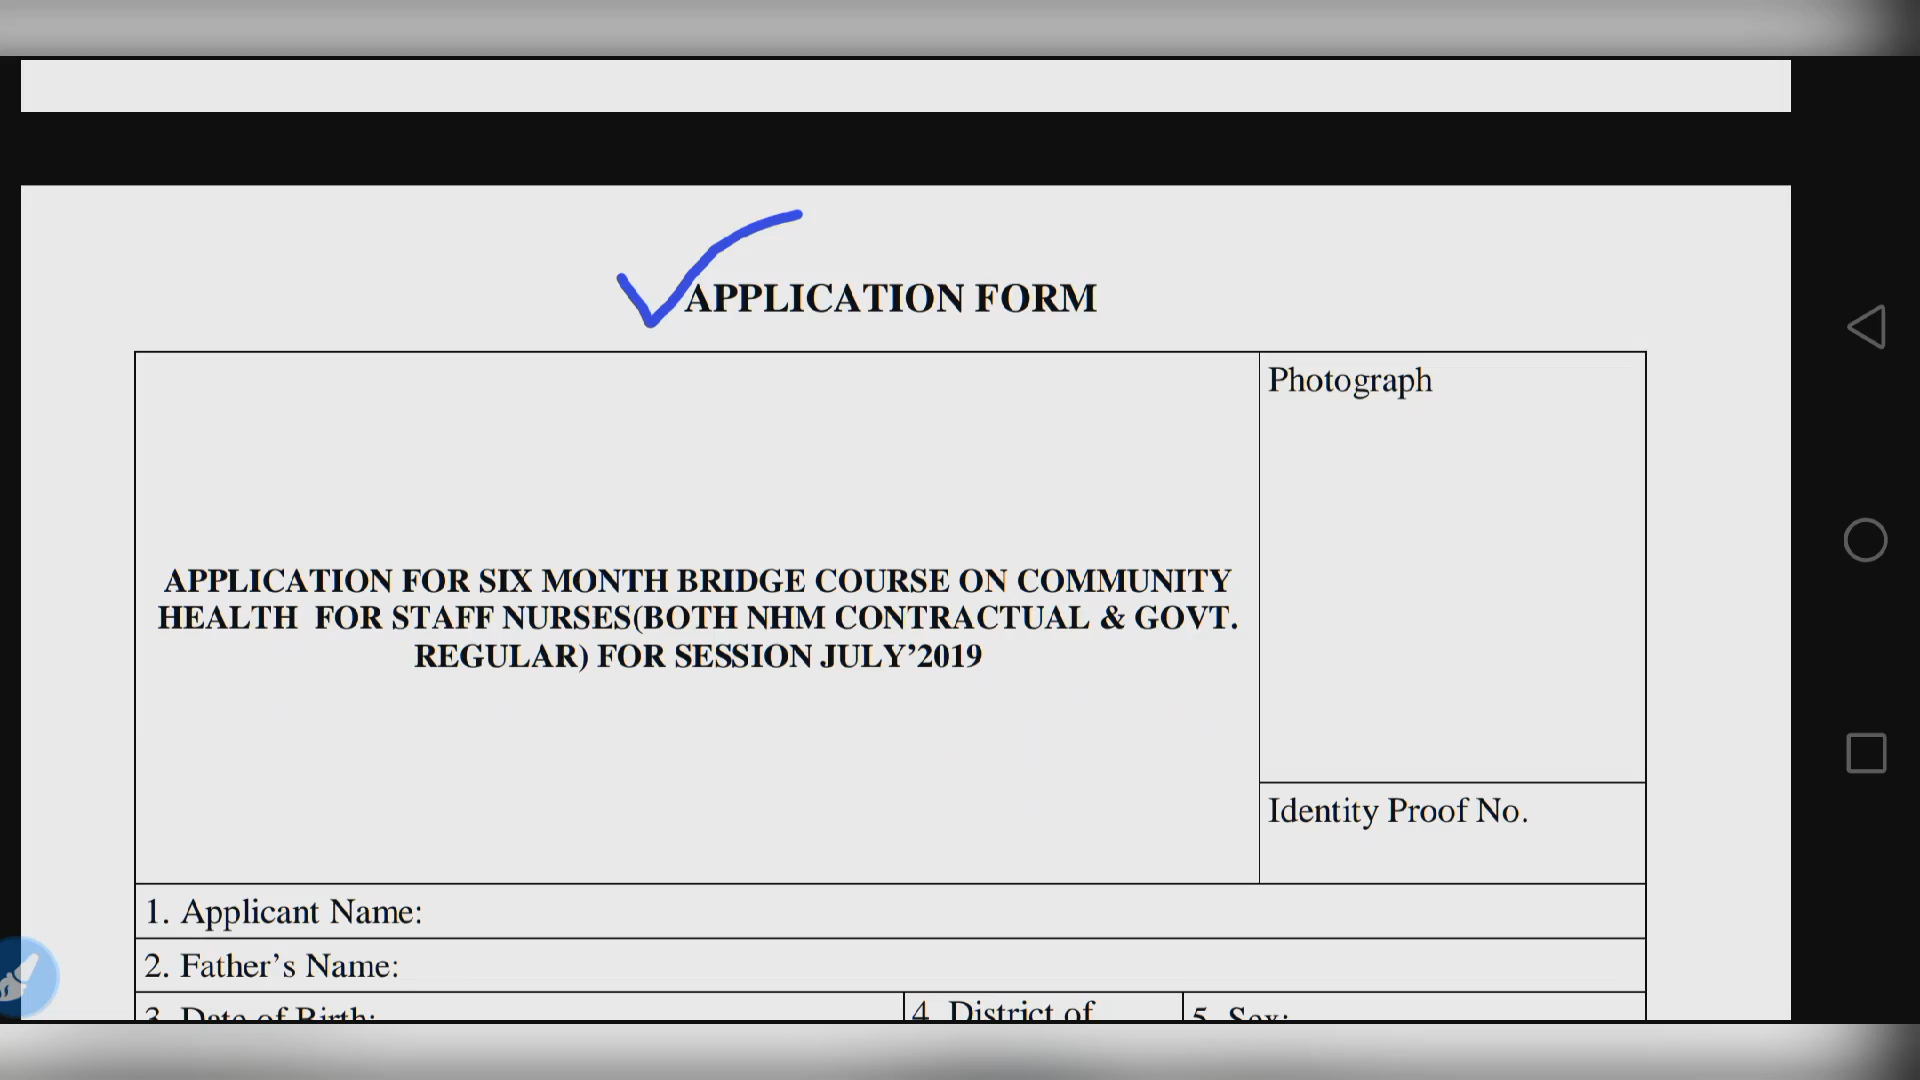 APPLICATION FORM
Photograph
APPLICATION FOR SIX MONTH BRIDGE COURSE ON COMMUNITY
HEALTH FOR STAFF NURSES(BOTH NHM CONTRACTUAL & GOVT.
REGULAR) FOR SESSION JULY’2019
Identity Proof No.
1. Applicant Name:
2. Father’s Name:
3. Date of Birth:
4. District of
5. Sex: